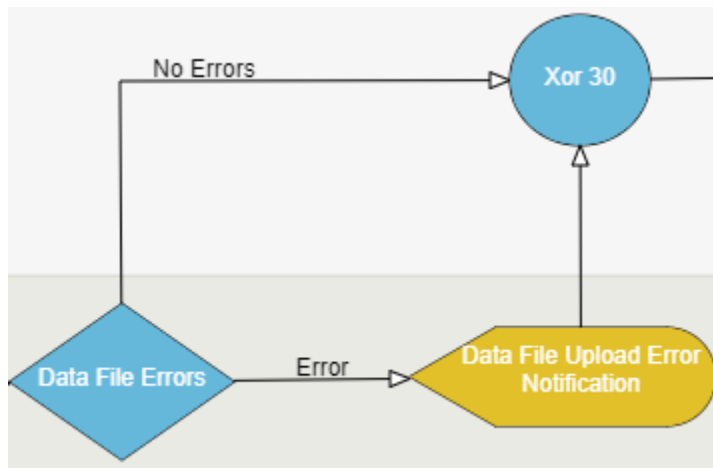 No Errors
Xor 30
Data File Errors
Error
Data File Upload Error
Notification